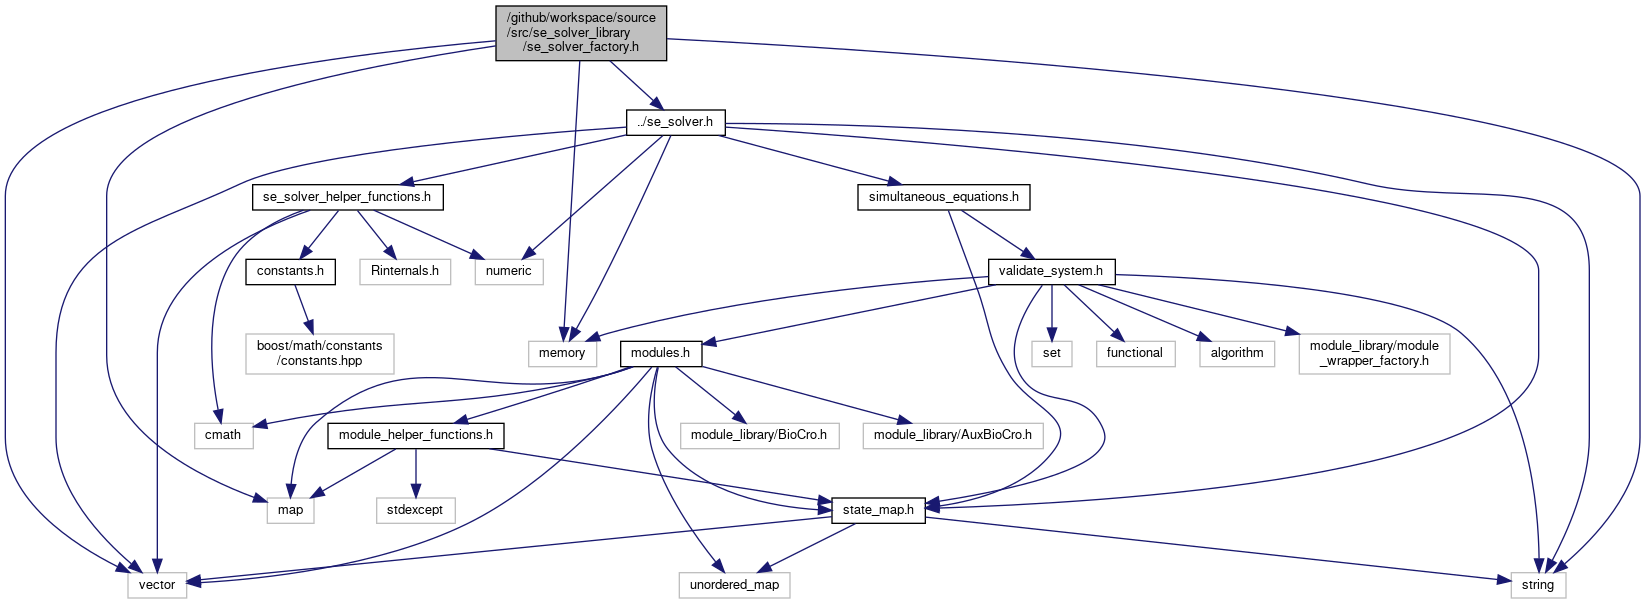 /github/workspace/source
/src/se_solver_library
/se_solver_factory.h
../se_solver.h
se_solver_helper_functions.h
simultaneous_equations.h
constants.h
Rinternals.h
numeric
validate_system.h
boost/math/constants
/constants.hpp
memory
modules.h
set
functional
algorithm
module_library/module
_wrapper_factory.h
cmath
module_helper_functions.h
module_library/BioCro.h
module_library/AuxBioCro.h
map
stdexcept
state_map.h
vector
unordered_map
string